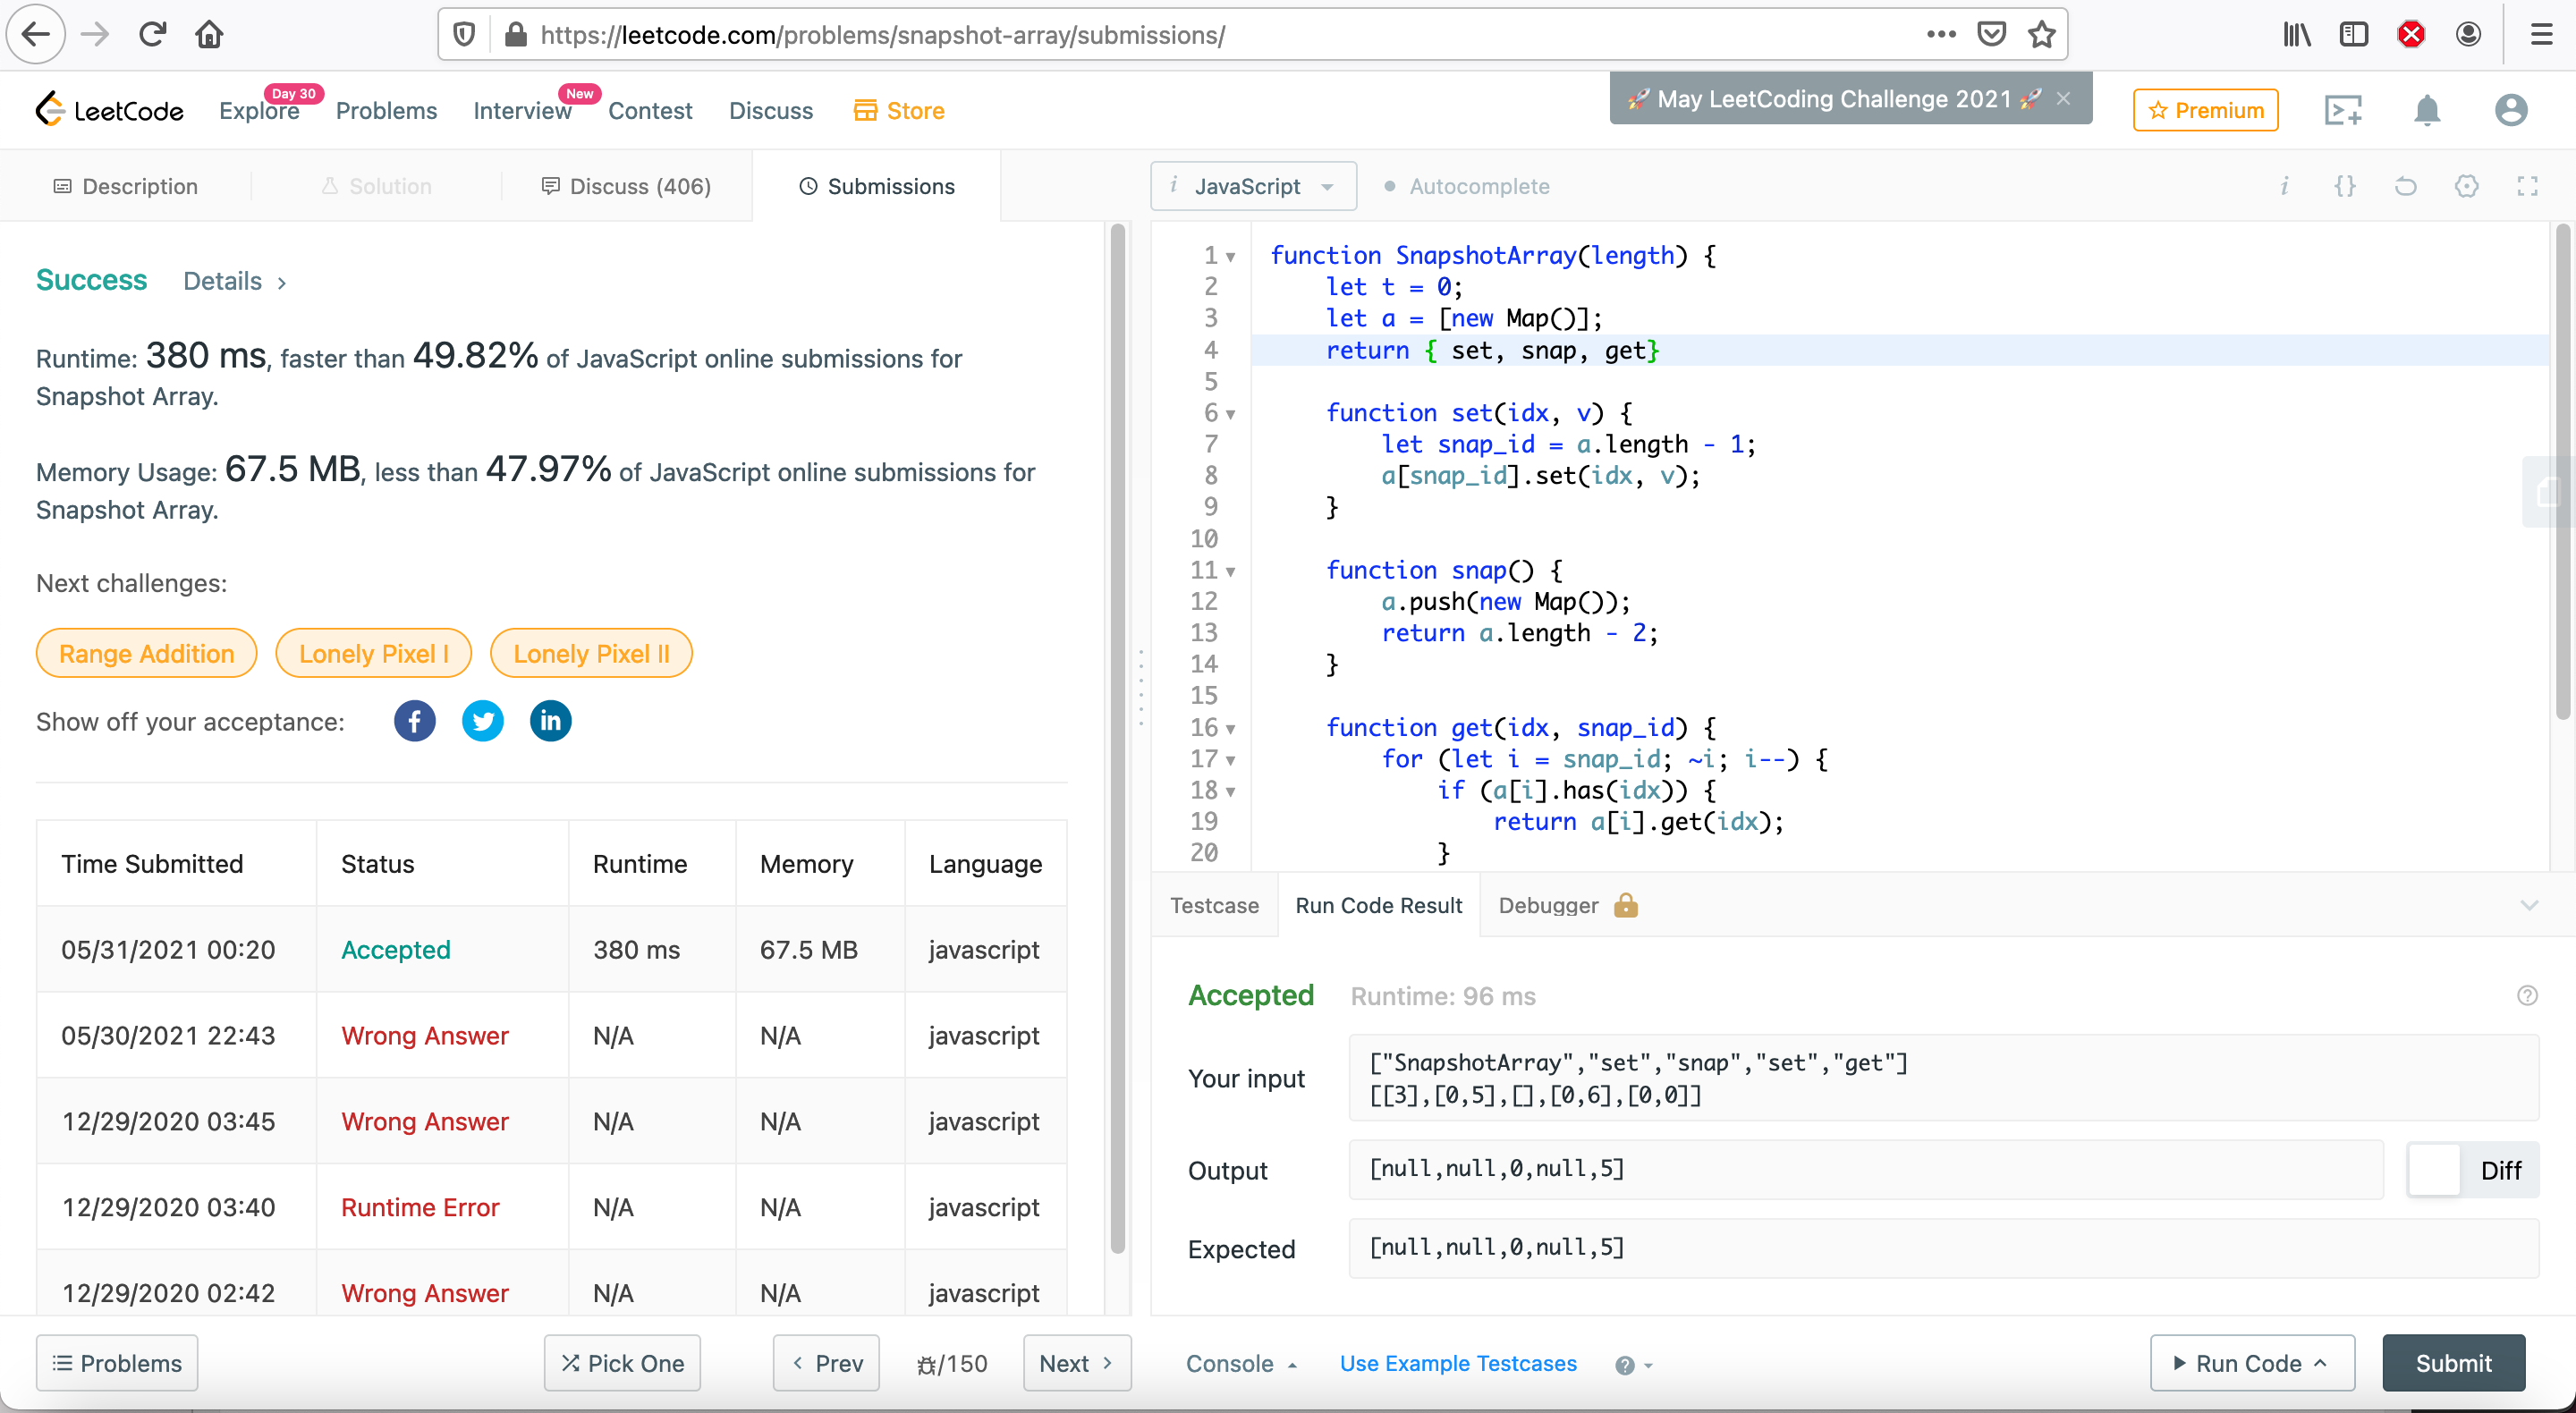 https://leetcode.com/problems/snapshot-array/submissions/
LeetCode
Explore
Day 30
Problems
Interview
New
Contest
Discuss
Store
🚀 May LeetCoding Challenge 2021 🚀 ×
Premium
Description
Solution
Discuss (406)
Submissions
i JavaScript
Autocomplete
i {}
Success Details >
Runtime: 380 ms, faster than 49.82% of JavaScript online submissions for
Snapshot Array.
Memory Usage: 67.5 MB, less than 47.97% of JavaScript online submissions for
Snapshot Array.
Next challenges:
Range Addition
Lonely Pixel I
Lonely Pixel II
Show off your acceptance:
f in
Time Submitted Status Runtime Memory Language
05/31/2021 00:20 Accepted 380 ms 67.5 MB javascript
05/30/2021 22:43 Wrong Answer N/A N/A javascript
12/29/2020 03:45 Wrong Answer N/A N/A javascript
12/29/2020 03:40 Runtime Error N/A N/A javascript
12/29/2020 02:42 Wrong Answer N/A N/A javascript
1 function SnapshotArray(length) {
2     let t = 0;
3     let a = [new Map()];
4     return { set, snap, get}
5
6     function set(idx, v) {
7         let snap_id = a.length - 1;
8         a[snap_id].set(idx, v);
9     }
10
11     function snap() {
12         a.push(new Map());
13         return a.length - 2;
14     }
15
16     function get(idx, snap_id) {
17         for (let i = snap_id; ~i; i--) {
18             if (a[i].has(idx)) {
19                 return a[i].get(idx);
20             }
Testcase
Run Code Result
Debugger
Accepted Runtime: 96 ms
?
Your input
["SnapshotArray","set","snap","set","get"]
[[3],[0,5],[],[0,6],[0,0]]
Output
[null,null,0,null,5]
Diff
Expected
[null,null,0,null,5]
Problems
Pick One
< Prev
/150
Next >
Console
Use Example Testcases
?
Run Code
Submit